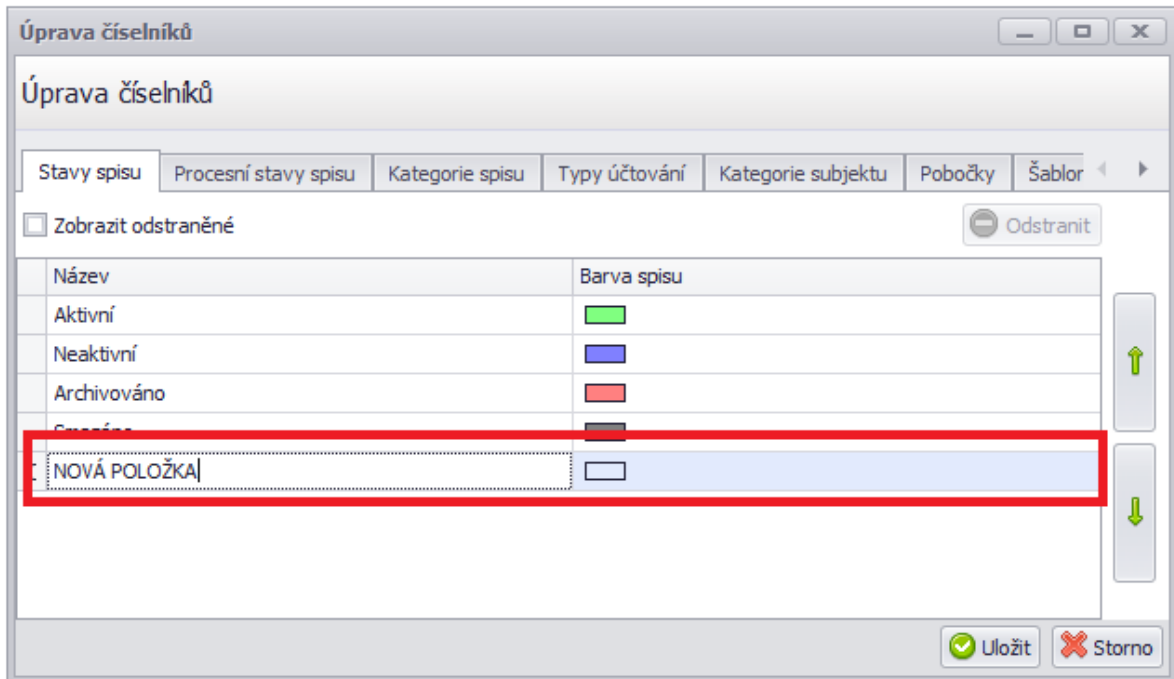 Úprava číselníků
Úprava číselníků
Stavy spisu Procesní stavy spisu Kategorie spisu Typy účtování Kategorie subjektu Pobočky Šablor
Zobrazit odstraněné Odstranit
Název Barva spisu
Aktivní
Neaktivní
Archivováno
NOVÁ POLOŽKA
Uložit Storno